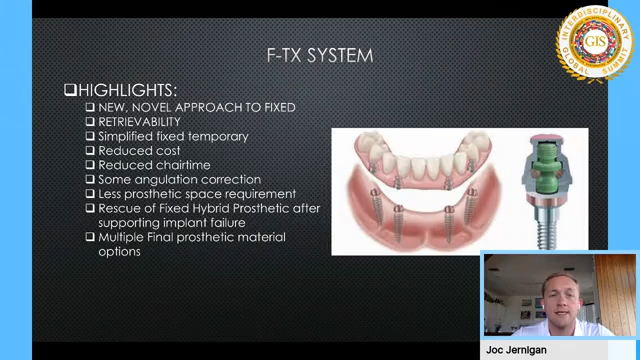 F-TX SYSTEM
HIGHLIGHTS:
NEW, NOVEL APPROACH TO FIXED
RETRIEVABILITY
Simplified fixed temporary
Reduced cost
Reduced chairtime
Some angulation correction
Less prosthetic space requirement
Rescue of Fixed Hybrid Prosthetic after
supporting implant failure
Multiple Final prosthetic material
options
INTERDISCIPLINARY
GIS
GLOBAL SUMMIT
Joc Jernigan